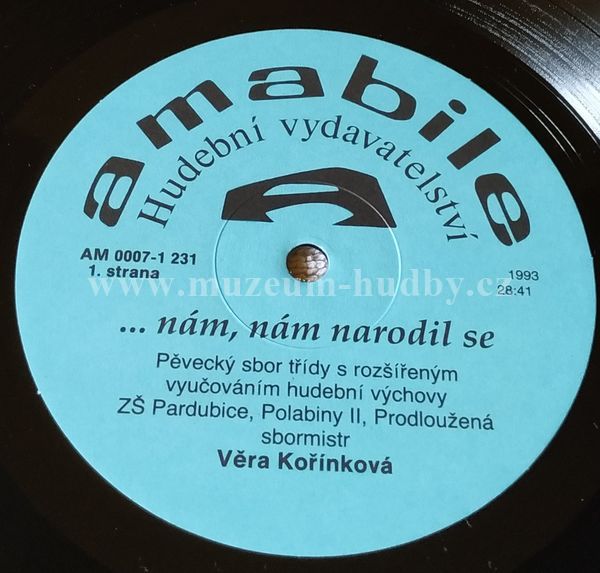 amabile
Hudební vydavatelství
AM 0007-1 231
1. strana
1993
28:41
www.muzeum-hudby.cz
... nám, nám narodil se
Pěvecký sbor třídy s rozšířeným
vyučováním hudební výchovy
ZŠ Pardubice, Polabiny II, Prodloužená
sbormistr
Věra Kořínková